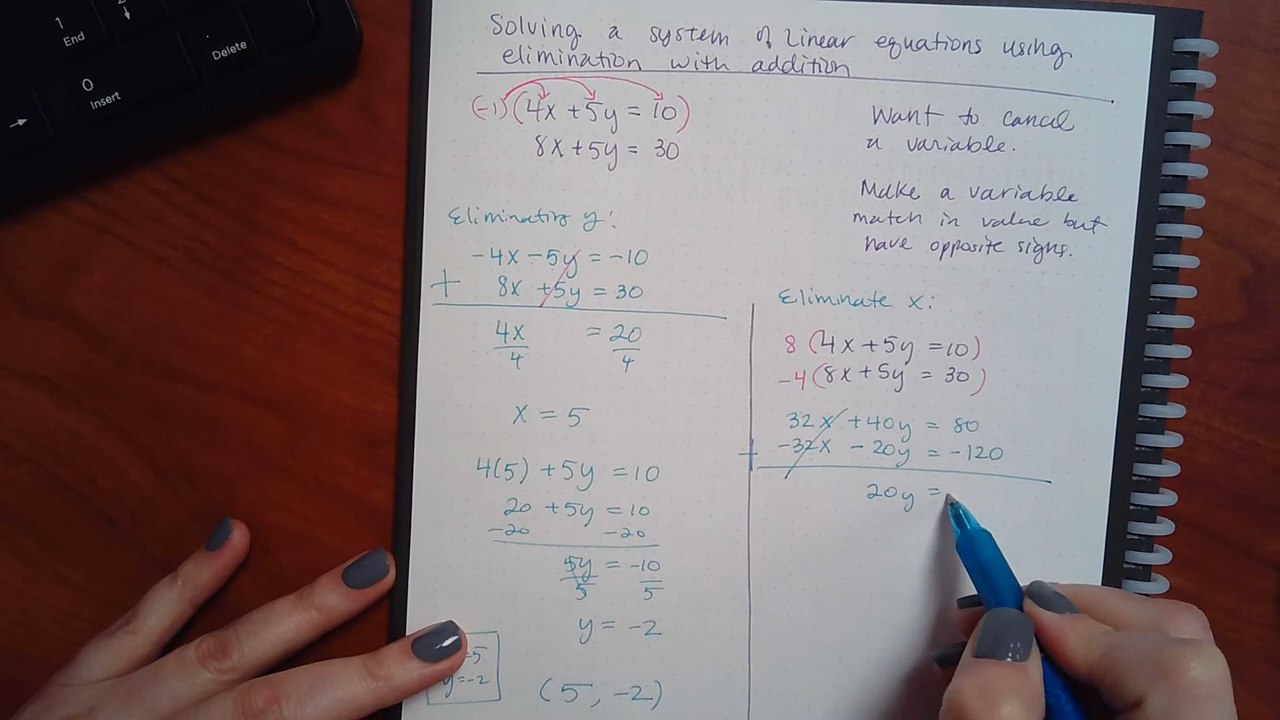 1
End
↓
.
Delete
0
Insert
→
Solving a system of linear equations using
elimination with addition
(-1)(4x + 5y = 10)
8x + 5y = 30
Want to cancel
a variable.
Make a variable
match in value but
have opposite signs.
Eliminating y:
-4x - 5y = -10
+ 8x + 5y = 30
4x = 20
4 4
x = 5
4(5) + 5y = 10
20 + 5y = 10
-20 -20
5y = -10
5 5
y = -2
=5
y=-2
(5, -2)
Eliminate x:
8 (4x + 5y = 10)
-4 (8x + 5y = 30)
32x + 40y = 80
+ -32x - 20y = -120
20y =